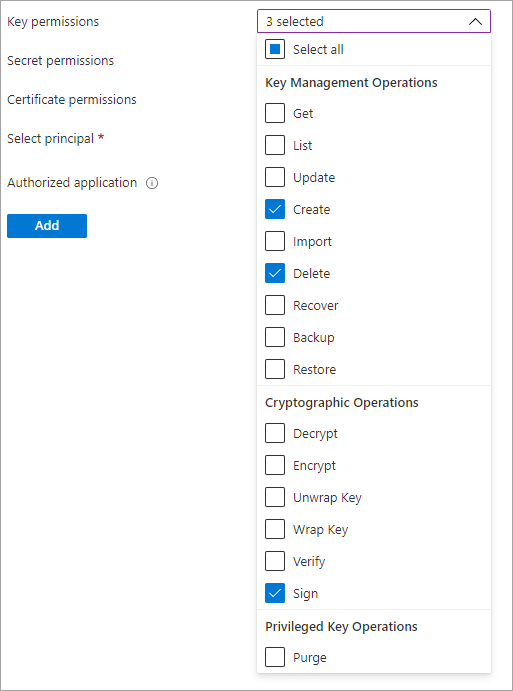 Key permissions
3 selected
Select all
Secret permissions
Key Management Operations
Certificate permissions
Get
Select principal *
List
Update
Authorized application
Create
Add
Import
Delete
Recover
Backup
Restore
Cryptographic Operations
Decrypt
Encrypt
Unwrap Key
Wrap Key
Verify
Sign
Privileged Key Operations
Purge